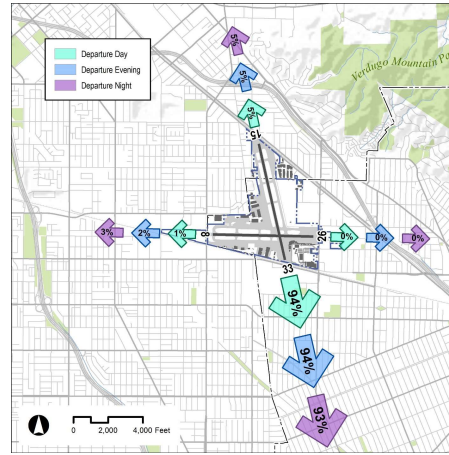 Departure Day
Departure Evening
Departure Night
5%
5%
5%
Verdugo Mountain Pa
15
3%
2%
1%
8
26
0%
0%
0%
33
94%
94%
93%
0 2,000 4,000
Feet